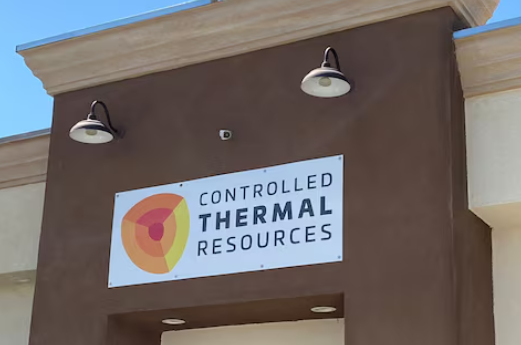 CONTROLLED
THERMAL
RESOURCES